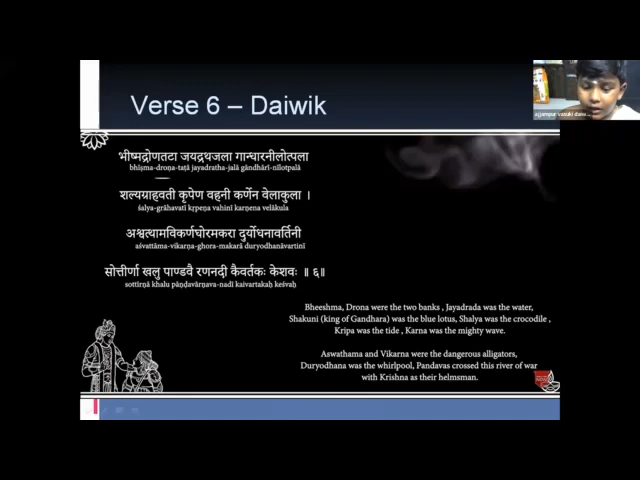 Verse 6 – Daiwik
भीष्मद्रोणतटा जयद्रथजला गान्धारनीलोत्पला
bhīṣma-droṇa-taṭā jayadratha-jalā gāndhārī-nīlotpalā
शल्यग्राहवती कृपेण वहनी कर्णेन वेलाकुला ।
śalya-grāhavatī kṛpeṇa vahinī karṇena velākula
अश्वत्थामविकर्णघोरमकरा दुर्योधनावर्तिनी
aśvattāma-vikarṇa-ghora-makarā duryodhanāvartinī
सोत्तीर्णा खलु पाण्डवै रणनदी कैवर्तकः केशवः ॥ ६॥
sottīrnā khalu pāṇḍavārṇava-nadī kaivartakaḥ keśvaḥ
Bheeshma, Drona were the two banks , Jayadrada was the water,
Shakuni (king of Gandhara) was the blue lotus, Shalya was the crocodile ,
Kripa was the tide , Karna was the mighty wave.
Aswathama and Vikarna were the dangerous alligators,
Duryodhana was the whirlpool, Pandavas crossed this river of war
with Krishna as their helmsman.
ajjampur vasuki